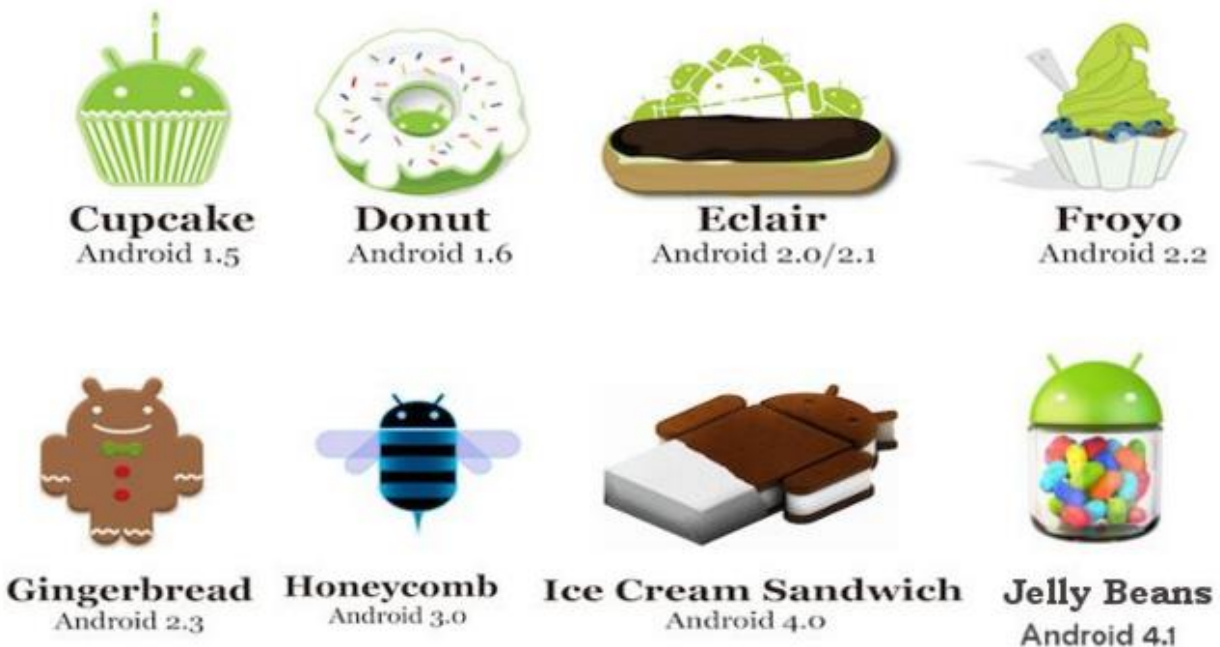 Cupcake
Android 1.5
Donut
Android 1.6
Eclair
Android 2.0/2.1
Froyo
Android 2.2
Gingerbread
Android 2.3
Honeycomb
Android 3.0
Ice Cream Sandwich
Android 4.0
Jelly Beans
Android 4.1